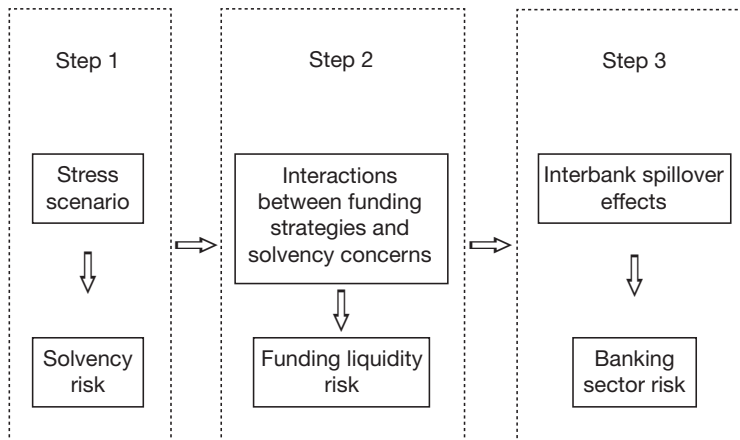 Step 1
Stress
scenario
Solvency
risk
Step 2
Interactions
between funding
strategies and
solvency concerns
Funding liquidity
risk
Step 3
Interbank spillover
effects
Banking
sector risk